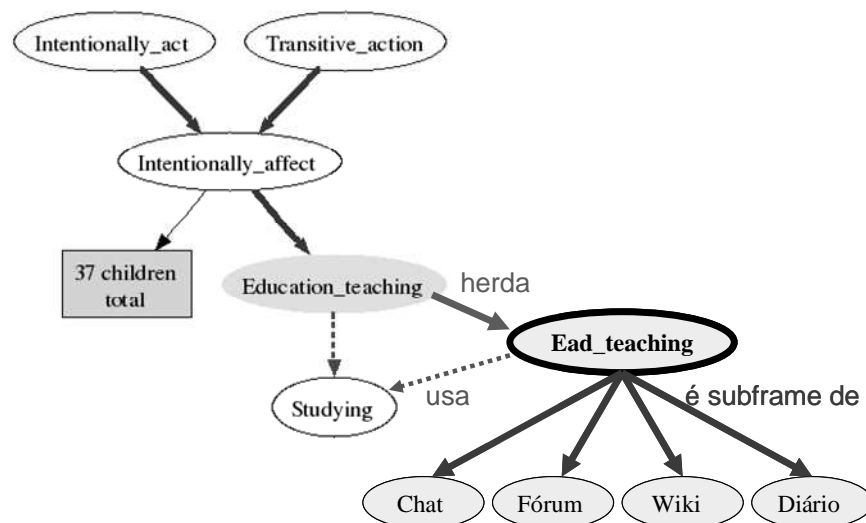 Intentionally_act
Transitive_action
Intentionally_affect
37 children
total
Education_teaching
herda
Ead_teaching
Studying
usa
é subframe de
Chat
Fórum
Wiki
Diário